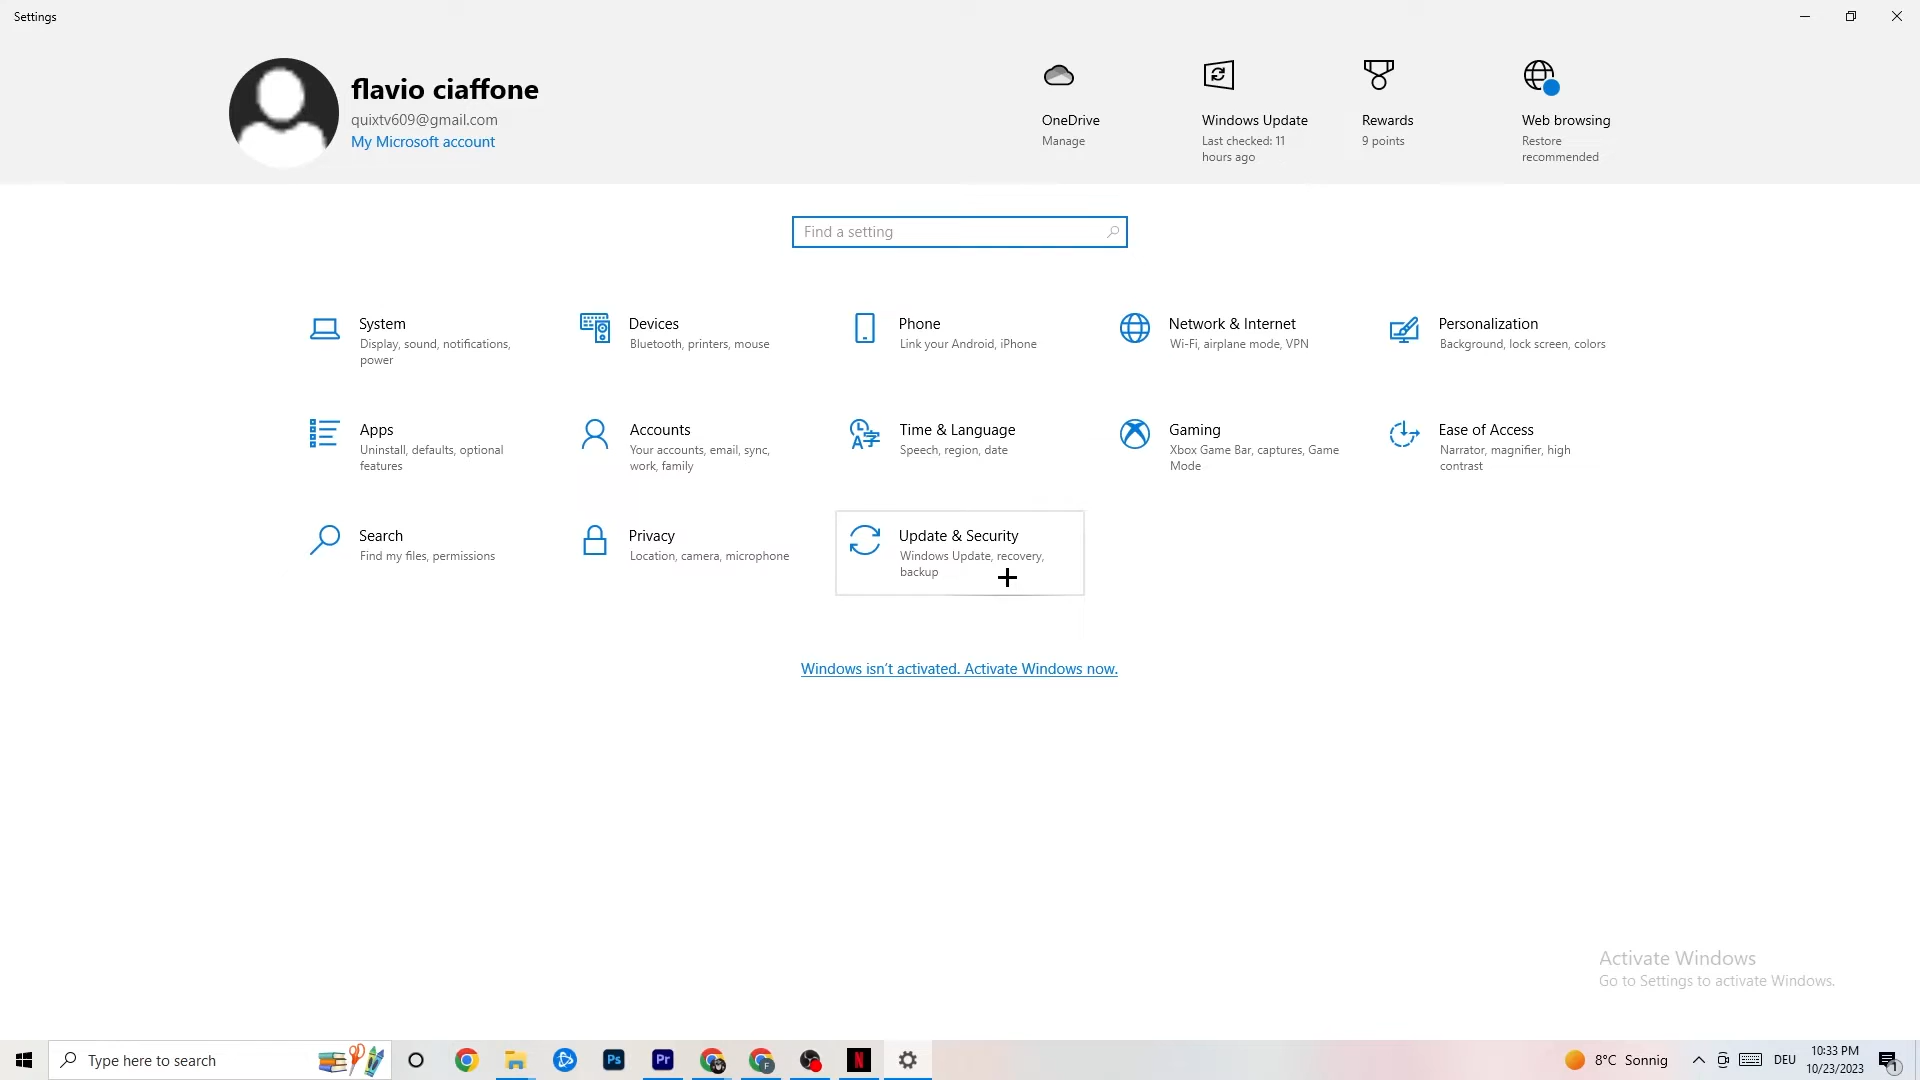 Settings
flavio ciaffone
quixtv609@gmail.com
My Microsoft account
OneDrive
Manage
Windows Update
Last checked: 11
hours ago
Rewards
9 points
Web browsing
Restore
recommended
Find a setting
System
Display, sound, notifications,
power
Devices
Bluetooth, printers, mouse
Phone
Link your Android, iPhone
Network & Internet
Wi-Fi, airplane mode, VPN
Personalization
Background, lock screen, colors
Apps
Uninstall, defaults, optional
features
Accounts
Your accounts, email, sync,
work, family
Time & Language
Speech, region, date
Gaming
Xbox Game Bar, captures, Game
Mode
Ease of Access
Narrator, magnifier, high
contrast
Search
Find my files, permissions
Privacy
Location, camera, microphone
Update & Security
Windows Update, recovery,
backup
Windows isn't activated. Activate Windows now.
Activate Windows
Go to Settings to activate Windows.
Type here to search
Ps
Pr
F
N
8°C Sonnig
DEU
10:33 PM
10/23/2023
1